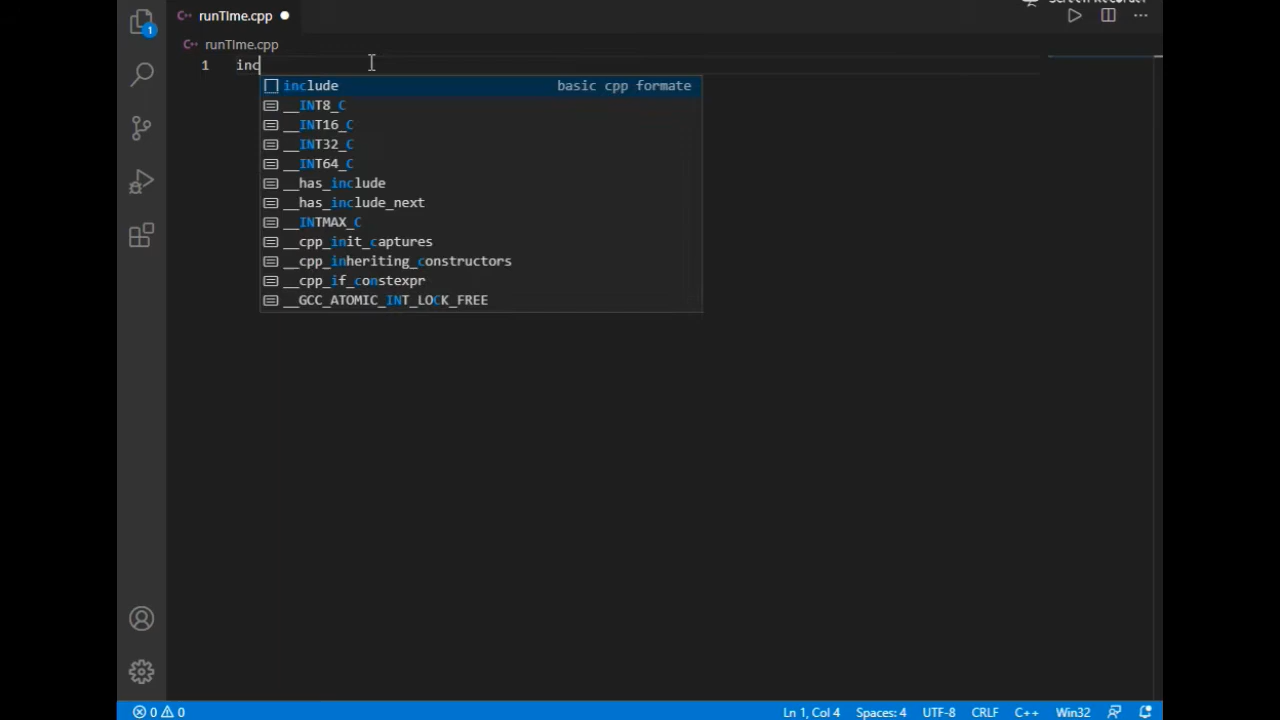 runTime.cpp
1
runTime.cpp
1 inc
include basic cpp formate
__INT8_C
__INT16_C
__INT32_C
__INT64_C
__has_include
__has_include_next
__INTMAX_C
__cpp_init_captures
__cpp_inheriting_constructors
__cpp_if_constexpr
__GCC_ATOMIC_INT_LOCK_FREE
0 0 Ln 1, Col 4 Spaces: 4 UTF-8 CRLF C++ Win32